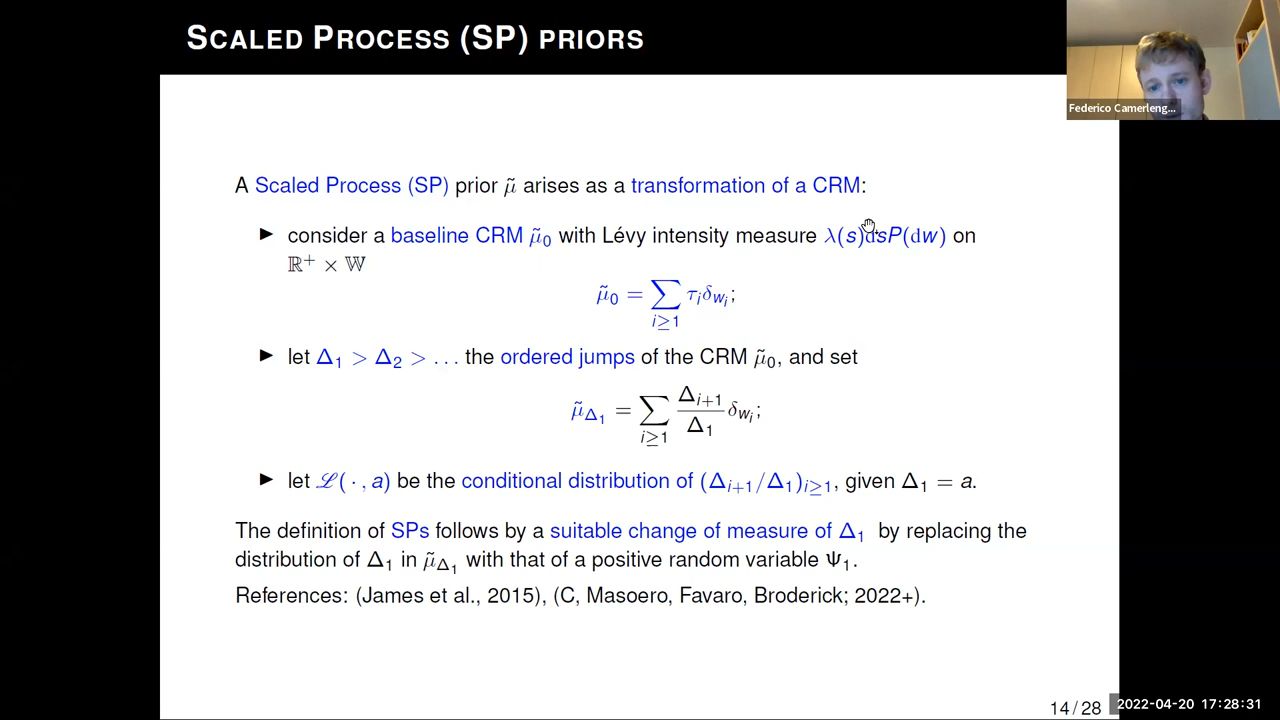 SCALED PROCESS (SP) PRIORS
Federico Camerleng...
A Scaled Process (SP) prior μ̃ arises as a transformation of a CRM:
▶ consider a baseline CRM μ̃₀ with Lévy intensity measure λ(s)dsP(dw) on
ℝ⁺ × 𝕎
μ̃₀ = ∑_{i≥1} τᵢδ_{wᵢ};
▶ let Δ₁ > Δ₂ > … the ordered jumps of the CRM μ̃₀, and set
μ̃_{Δ₁} = ∑_{i≥1} Δ_{i+1}/Δ₁ δ_{wᵢ};
▶ let ℒ(·, a) be the conditional distribution of (Δ_{i+1}/Δ₁)_{i≥1}, given Δ₁ = a.
The definition of SPs follows by a suitable change of measure of Δ₁ by replacing the
distribution of Δ₁ in μ̃_{Δ₁} with that of a positive random variable Ψ₁.
References: (James et al., 2015), (C, Masoero, Favaro, Broderick; 2022+).
14 / 28
2022-04-20 17:28:31